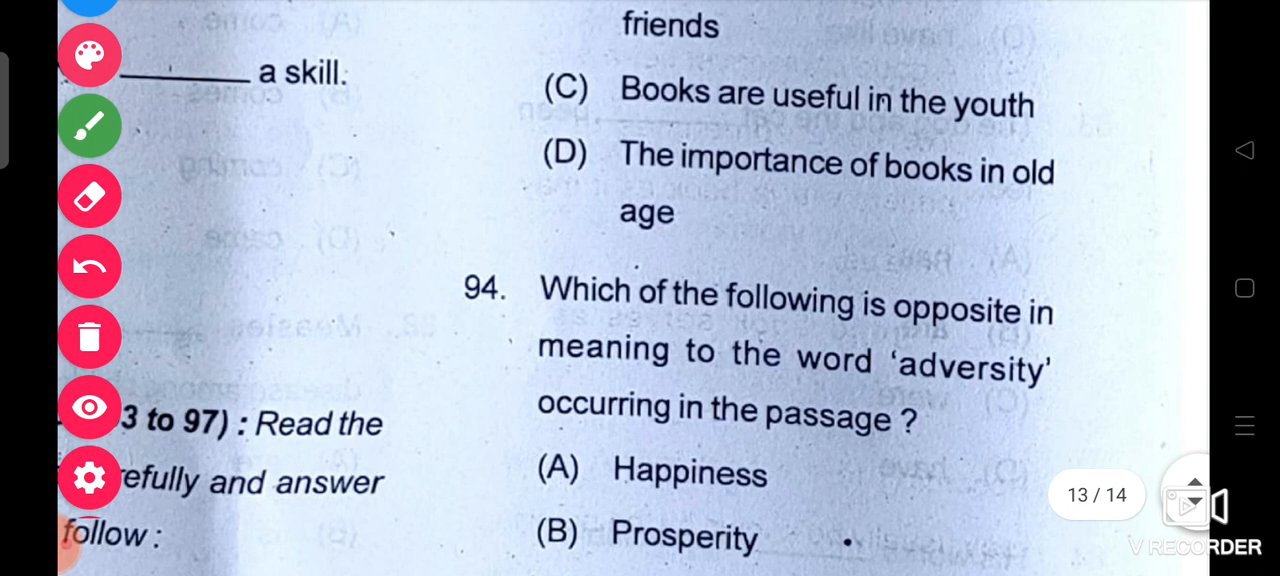 _______ a skill.
3 to 97) : Read the
efully and answer
follow :
friends
(C) Books are useful in the youth
(D) The importance of books in old
age
94. Which of the following is opposite in
meaning to the word ‘adversity’
occurring in the passage ?
(A) Happiness
(B) Prosperity
13 / 14
V RECORDER